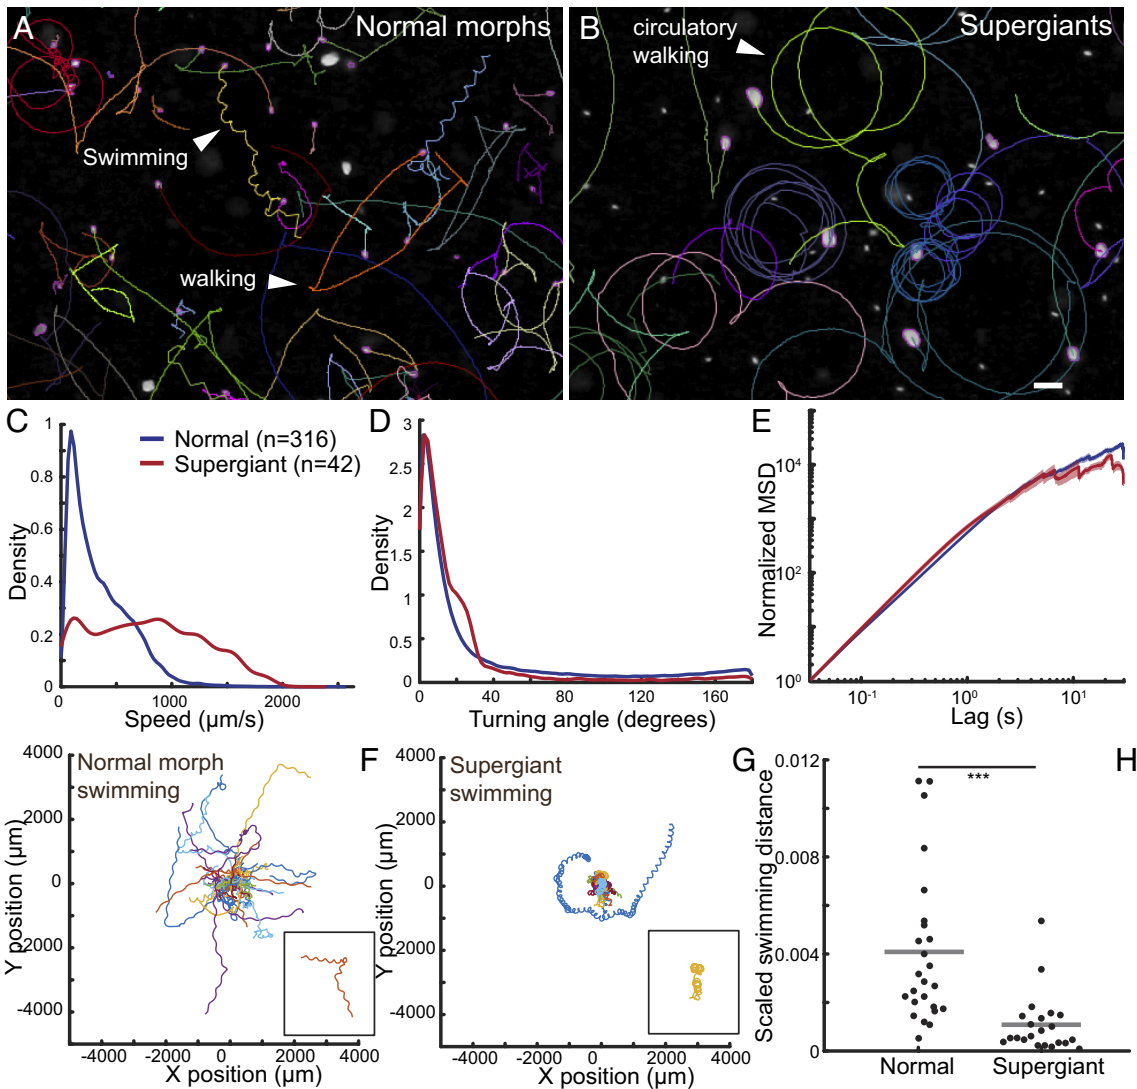 A
Normal morphs
Swimming
walking
B
circulatory
walking
Supergiants
C
1
0.8
0.6
0.4
0.2
0
Density
0
1000
2000
Speed (µm/s)
Normal (n=316)
Supergiant (n=42)
D
3
2.5
2
1.5
1
0.5
0
Density
0
40
80
120
160
Turning angle (degrees)
E
10^4
10^2
10^0
Normalized MSD
10^-1
10^0
10^1
Lag (s)
4000
2000
0
-2000
-4000
Y position (µm)
Normal morph
swimming
-4000
-2000
0
2000
4000
X position (µm)
F
4000
2000
0
-2000
-4000
Y position (µm)
Supergiant
swimming
-4000
-2000
0
2000
4000
X position (µm)
G
0.012
0.008
0.004
0
Scaled swimming distance
***
Normal
Supergiant
H